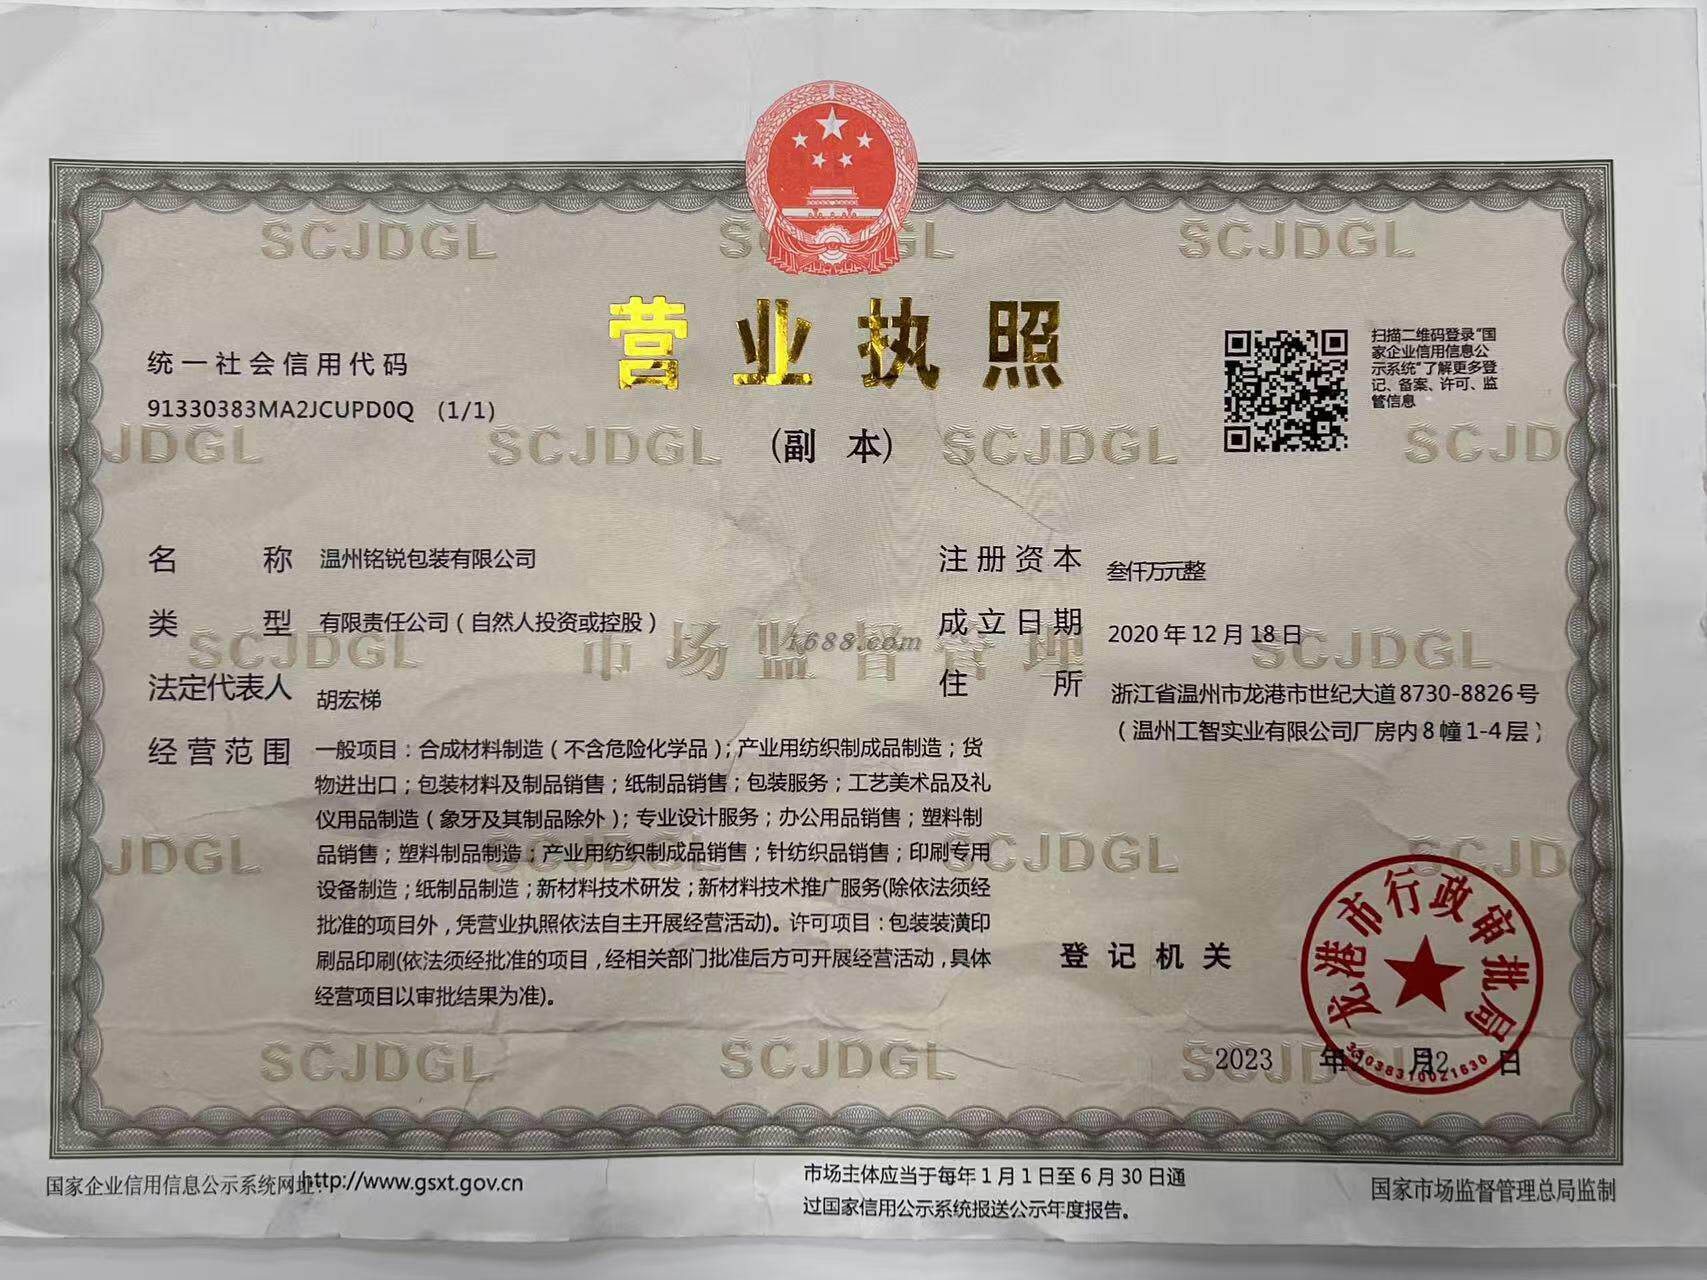 营业执照
(副 本)
统一社会信用代码
91330383MA2JCUPD0Q (1/1)
扫描二维码登录“国
家企业信用信息公
示系统”了解更多登
记、备案、许可、监
管信息
名 称 温州铭锐包装有限公司
类 型 有限责任公司（自然人投资或控股）
法定代表人 胡宏梯
经营范围 一般项目：合成材料制造（不含危险化学品）；产业用纺织制成品制造；货
物进出口；包装材料及制品销售；纸制品销售；包装服务；工艺美术品及礼
仪用品制造（象牙及其制品除外）；专业设计服务；办公用品销售；塑料制
品销售；塑料制品制造；产业用纺织制成品销售；针纺织品销售；印刷专用
设备制造；纸制品制造；新材料技术研发；新材料技术推广服务(除依法须经
批准的项目外，凭营业执照依法自主开展经营活动)。许可项目：包装装潢印
刷品印刷(依法须经批准的项目，经相关部门批准后方可开展经营活动，具体
经营项目以审批结果为准)。
注册资本 叁仟万元整
成立日期 2020年12月18日
住 所 浙江省温州市龙港市世纪大道8730-8826号
（温州工智实业有限公司厂房内8幢1-4层）
登记机关
龙港市行政审批局
2023 年 月 日
SCJDGL SCJDGL SCJDGL
JDGL SCJDGL SCJDGL SCJD
SCJDGL 市场监督管理 SCJDGL
1688.com
JDGL SCJDGL SCJDGL SCJD
SCJDGL SCJDGL SCJDGL
国家企业信用信息公示系统网址：http://www.gsxt.gov.cn
市场主体应当于每年1月1日至6月30日通
过国家信用公示系统报送公示年度报告。
国家市场监督管理总局监制